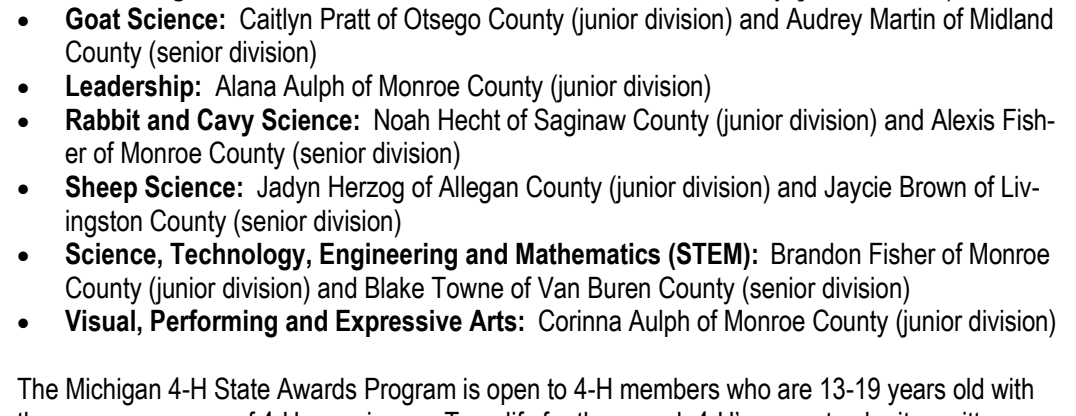 • Goat Science: Caitlyn Pratt of Otsego County (junior division) and Audrey Martin of Midland
County (senior division)
• Leadership: Alana Aulph of Monroe County (junior division)
• Rabbit and Cavy Science: Noah Hecht of Saginaw County (junior division) and Alexis Fish-
er of Monroe County (senior division)
• Sheep Science: Jadyn Herzog of Allegan County (junior division) and Jaycie Brown of Liv-
ingston County (senior division)
• Science, Technology, Engineering and Mathematics (STEM): Brandon Fisher of Monroe
County (junior division) and Blake Towne of Van Buren County (senior division)
• Visual, Performing and Expressive Arts: Corinna Aulph of Monroe County (junior division)
The Michigan 4-H State Awards Program is open to 4-H members who are 13-19 years old with